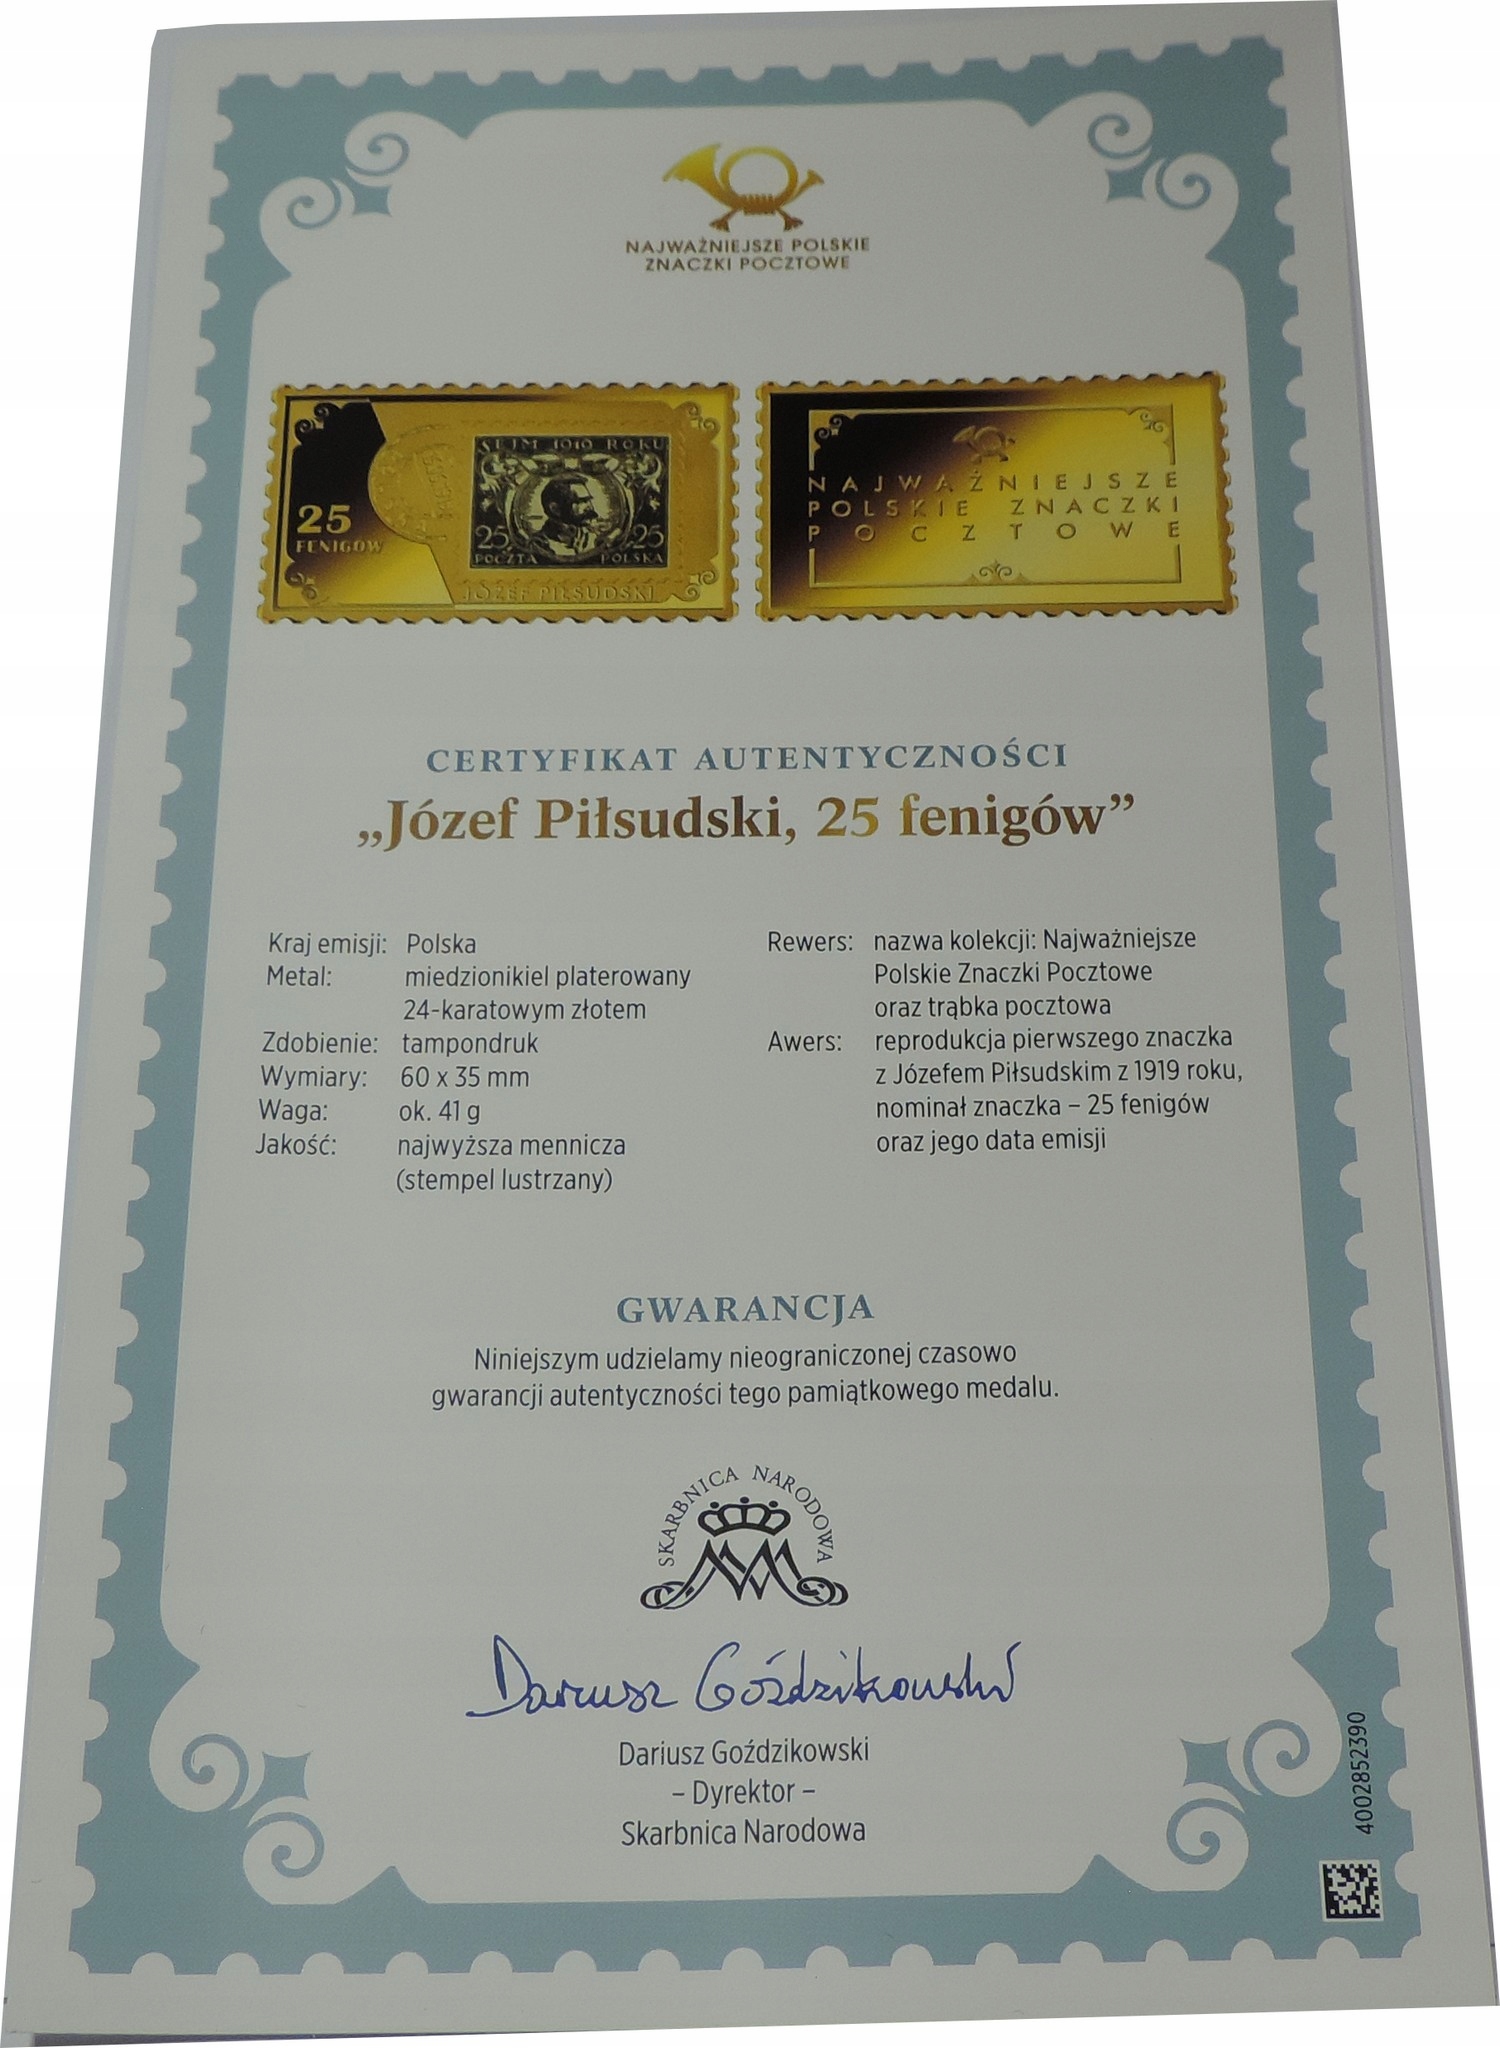 NAJWAŻNIEJSZE POLSKIE
ZNACZKI POCZTOWE
25
FENIGÓW
SEJM 1919 ROKU
25 25
POCZTA POLSKA
JÓZEF PIŁSUDSKI
NAJWAŻNIEJSZE
POLSKIE ZNACZKI
POCZTOWE
CERTYFIKAT AUTENTYCZNOŚCI
„Józef Piłsudski, 25 fenigów”
Kraj emisji: Polska
Metal: miedzionikiel platerowany
24-karatowym złotem
Zdobienie: tampondruk
Wymiary: 60 x 35 mm
Waga: ok. 41 g
Jakość: najwyższa mennicza
(stempel lustrzany)
Rewers: nazwa kolekcji: Najważniejsze
Polskie Znaczki Pocztowe
oraz trąbka pocztowa
Awers: reprodukcja pierwszego znaczka
z Józefem Piłsudskim z 1919 roku,
nominał znaczka – 25 fenigów
oraz jego data emisji
GWARANCJA
Niniejszym udzielamy nieograniczonej czasowo
gwarancji autentyczności tego pamiątkowego medalu.
SKARBNICA NARODOWA
Dariusz Goździkowski
Dariusz Goździkowski
– Dyrektor –
Skarbnica Narodowa
4002852390